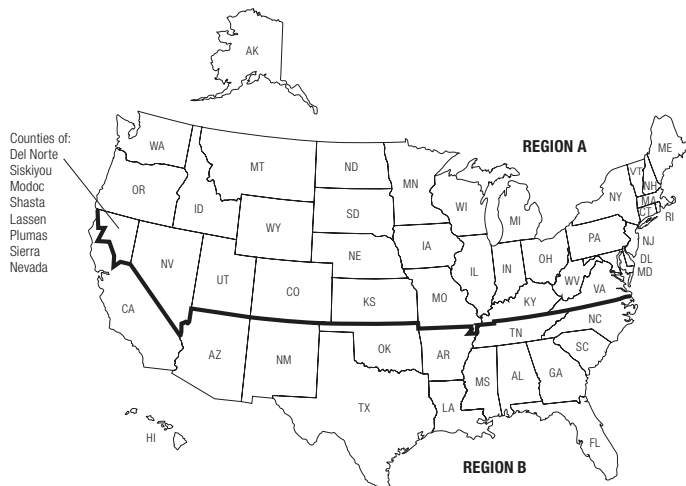 AK
Counties of:
Del Norte
Siskiyou
Modoc
Shasta
Lassen
Plumas
Sierra
Nevada
REGION A
WA
MT
ND
MN
ME
VT
NH
OR
ID
SD
WI
MI
NY
MA
CT
RI
WY
IA
PA
NJ
NE
IL
IN
OH
DL
MD
NV
UT
CO
KS
MO
WV
VA
KY
CA
NC
TN
AZ
NM
OK
AR
SC
MS
AL
GA
TX
LA
HI
FL
REGION B